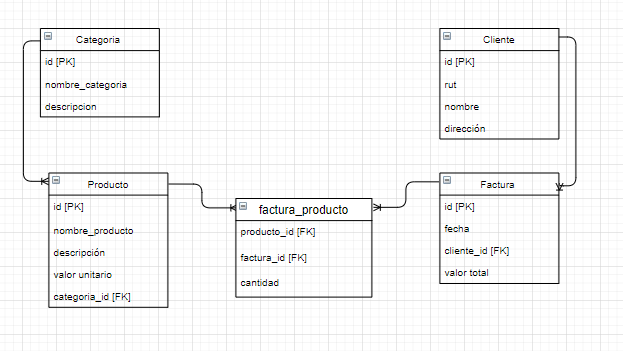 Categoria
id [PK]
nombre_categoria
descripcion
Cliente
id [PK]
rut
nombre
dirección
Producto
id [PK]
nombre_producto
descripción
valor unitario
categoria_id [FK]
factura_producto
producto_id [FK]
factura_id [FK]
cantidad
Factura
id [PK]
fecha
cliente_id [FK]
valor total